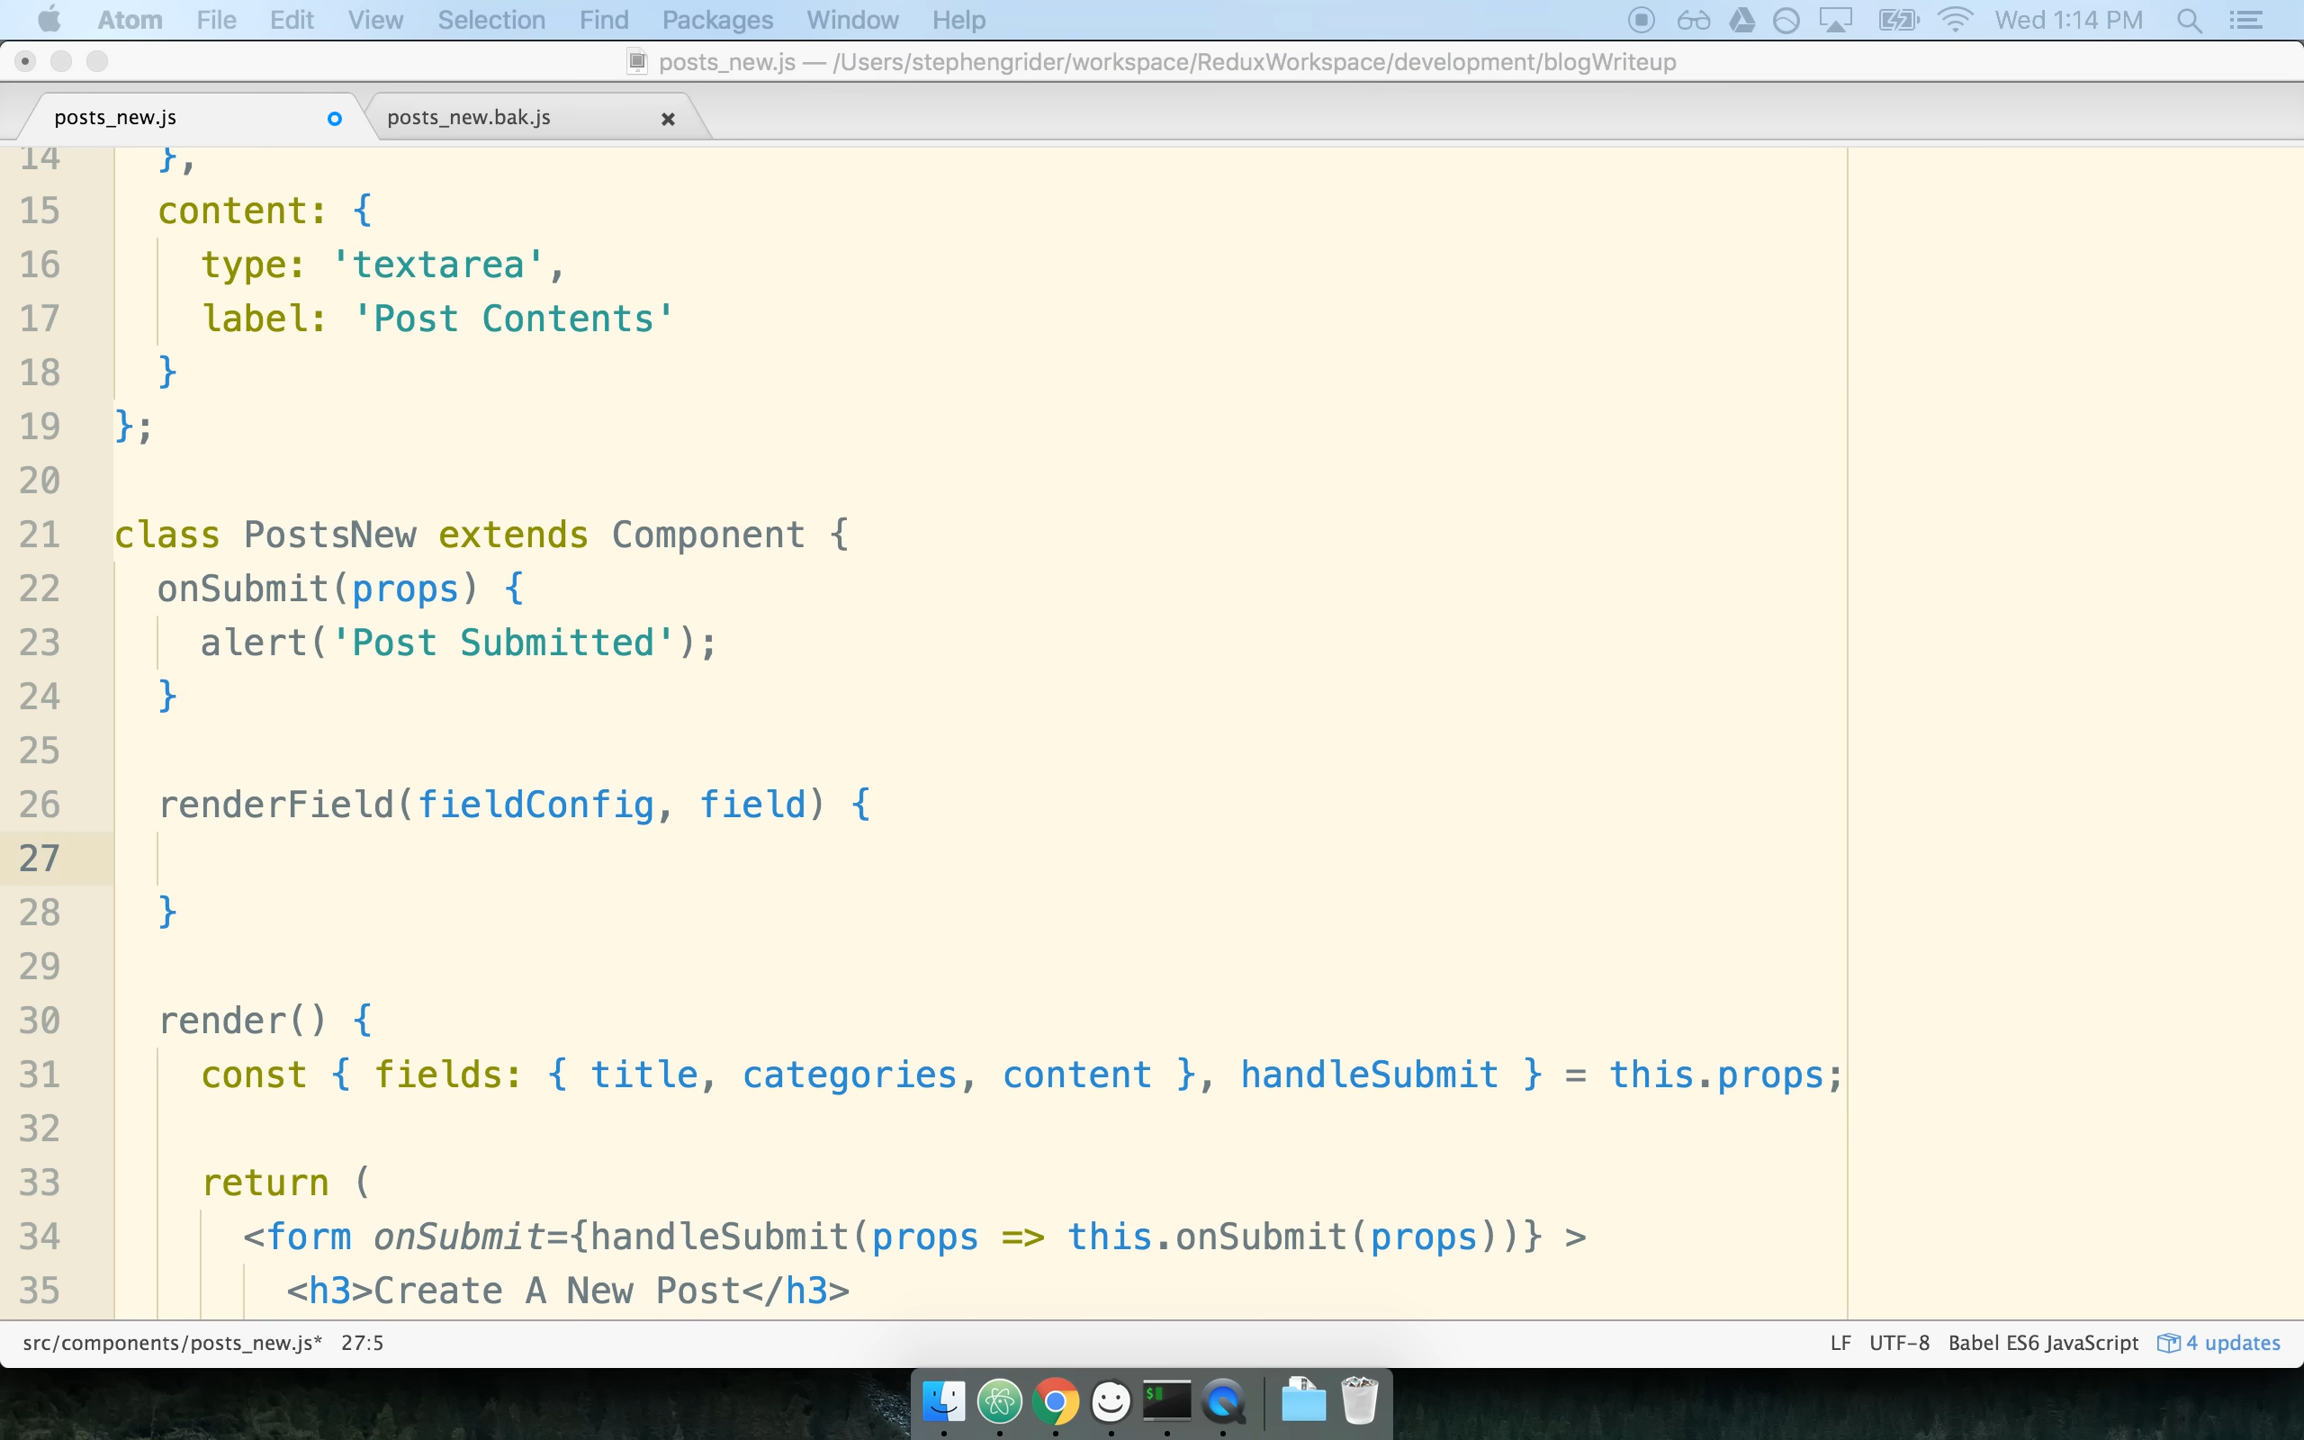 Atom File Edit View Selection Find Packages Window Help Wed 1:14 PM
posts_new.js — /Users/stephengrider/workspace/ReduxWorkspace/development/blogWriteup
posts_new.js posts_new.bak.js
14 },
15 content: {
16 type: 'textarea',
17 label: 'Post Contents'
18 }
19 };
20
21 class PostsNew extends Component {
22 onSubmit(props) {
23 alert('Post Submitted');
24 }
25
26 renderField(fieldConfig, field) {
27
28 }
29
30 render() {
31 const { fields: { title, categories, content }, handleSubmit } = this.props;
32
33 return (
34 <form onSubmit={handleSubmit(props => this.onSubmit(props))} >
35 <h3>Create A New Post</h3>
src/components/posts_new.js* 27:5 LF UTF-8 Babel ES6 JavaScript 4 updates